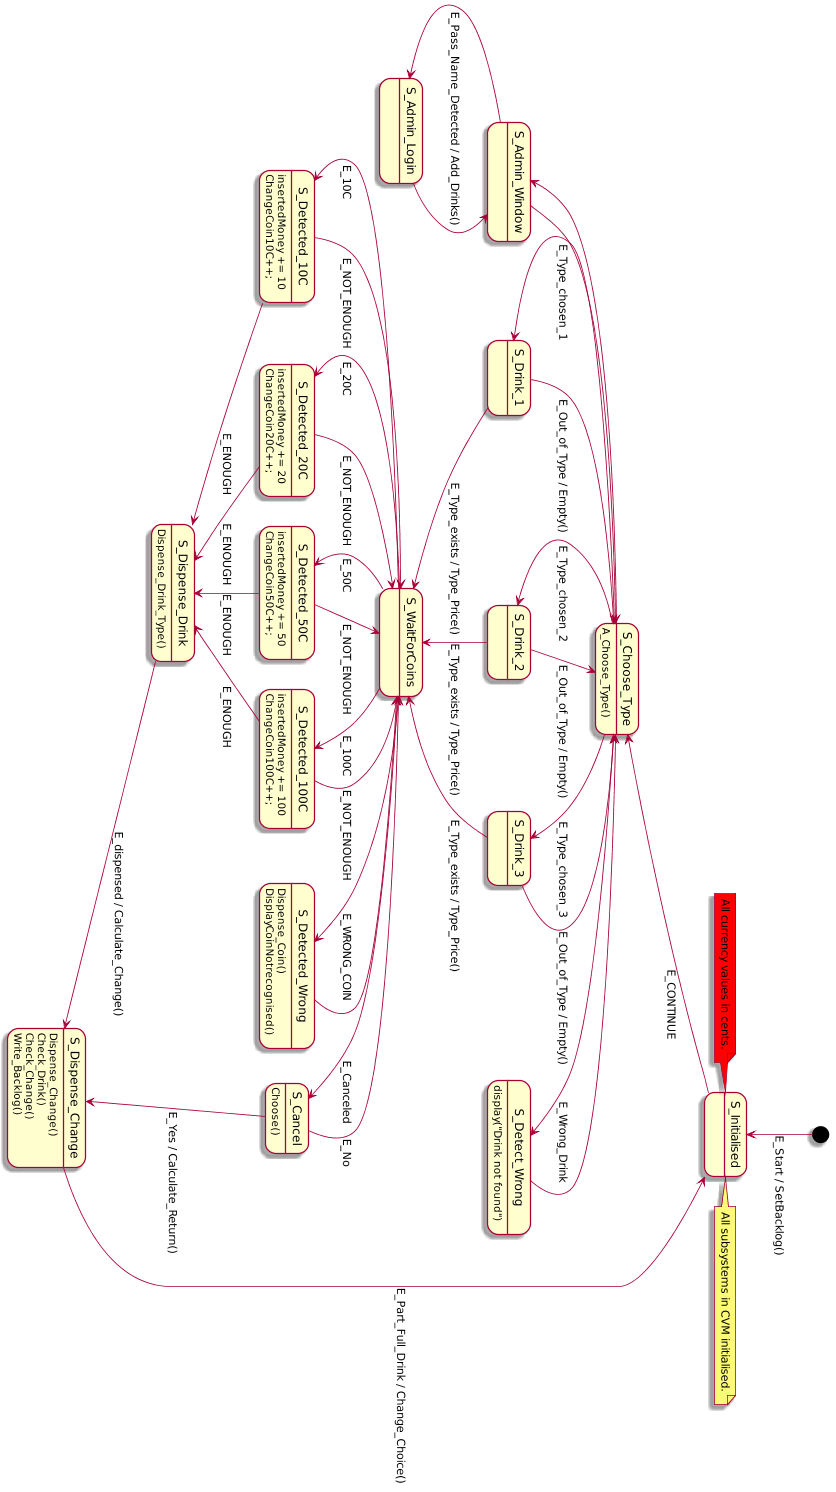 E_Start / SetBacklog()
All currency values in cents.
S_Initialised
All subsystems in CVM initialised.
E_CONTINUE
S_Choose_Type
A_Choose_Type()
E_Type_chosen_1
E_Out_of_Type / Empty()
E_Type_chosen_2
E_Out_of_Type / Empty()
E_Type_chosen_3
E_Out_of_Type / Empty()
E_Wrong_Drink
S_Admin_Window
S_Drink_1
S_Drink_2
S_Drink_3
S_Detect_Wrong
display("Drink not found")
E_Pass_Name_Detected / Add_Drinks()
E_Type_exists / Type_Price()
E_Type_exists / Type_Price()
E_Type_exists / Type_Price()
S_Admin_Login
S_WaitForCoins
E_Part_Full_Drink / Change_Choice()
E_10C
E_NOT_ENOUGH
E_20C
E_NOT_ENOUGH
E_50C
E_NOT_ENOUGH
E_100C
E_NOT_ENOUGH
E_WRONG_COIN
E_Canceled
E_No
S_Detected_10C
insertedMoney += 10
ChangeCoin10C++;
S_Detected_20C
insertedMoney += 20
ChangeCoin20C++;
S_Detected_50C
insertedMoney += 50
ChangeCoin50C++;
S_Detected_100C
insertedMoney += 100
ChangeCoin100C++;
S_Detected_Wrong
Dispense_Coin()
DisplayCoinNotrecognised()
S_Cancel
Choose()
E_ENOUGH
E_ENOUGH
E_ENOUGH
E_ENOUGH
S_Dispense_Drink
Dispense_Drink_Type()
E_Yes / Calculate_Return()
E_dispensed / Calculate_Change()
S_Dispense_Change
Dispense_Change()
Check_Drink()
Check_Change()
Write_Backlog()